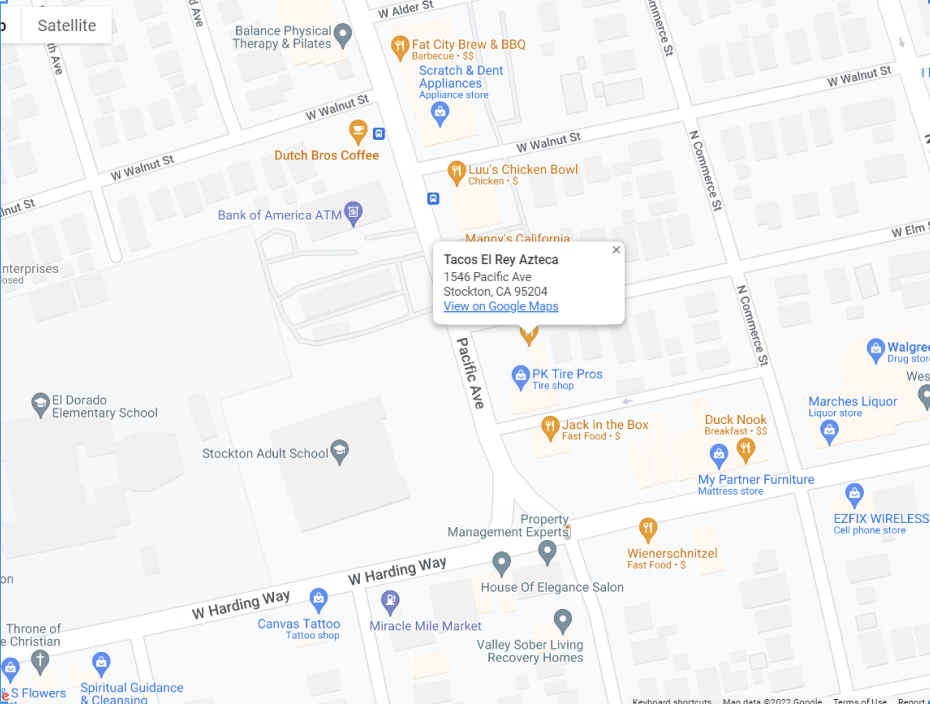 Satellite
W Alder St
Balance Physical
Therapy & Pilates
Fat City Brew & BBQ
Barbecue • $$
Scratch & Dent
Appliances
Appliance store
W Walnut St
W Walnut St
W Walnut St
W Walnut St
Dutch Bros Coffee
Luu's Chicken Bowl
Chicken • $
N Commerce St
Bank of America ATM
Manny's California
W Elm S
Tacos El Rey Azteca
1546 Pacific Ave
Stockton, CA 95204
View on Google Maps
N Commerce St
Pacific Ave
PK Tire Pros
Tire shop
Walgre
Drug stor
El Dorado
Elementary School
Marches Liquor
Liquor store
Stockton Adult School
Jack in the Box
Fast Food • $
Duck Nook
Breakfast • $$
My Partner Furniture
Mattress store
EZFIX WIRELESS
Cell phone store
Property
Management Experts
Wienerschnitzel
Fast Food • $
W Harding Way
House Of Elegance Salon
W Harding Way
Canvas Tattoo
Tattoo shop
Miracle Mile Market
Throne of
e Christian
Valley Sober Living
Recovery Homes
& S Flowers
Spiritual Guidance
& Cleansing
Keyboard shortcuts Map data ©2022 Google Terms of Use Report